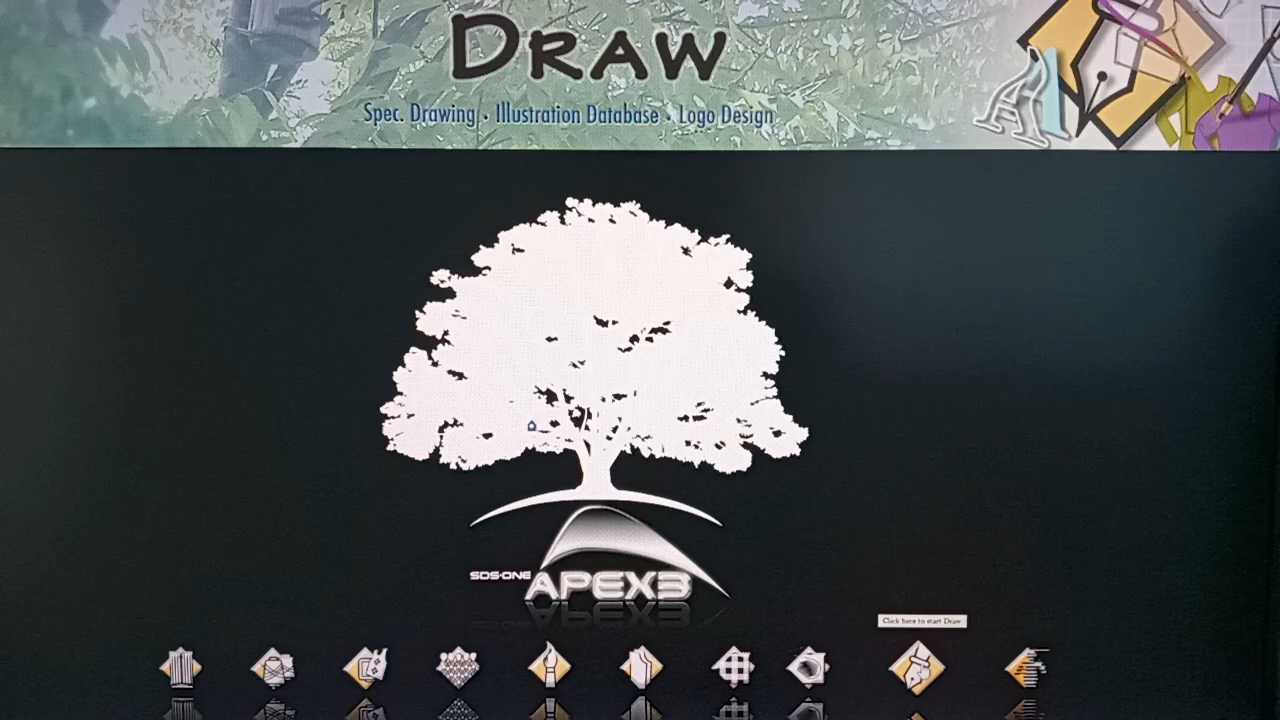 DRAW
Spec. Drawing • Illustration Database • Logo Design
SDS-ONE APEX3
Click here to start Draw